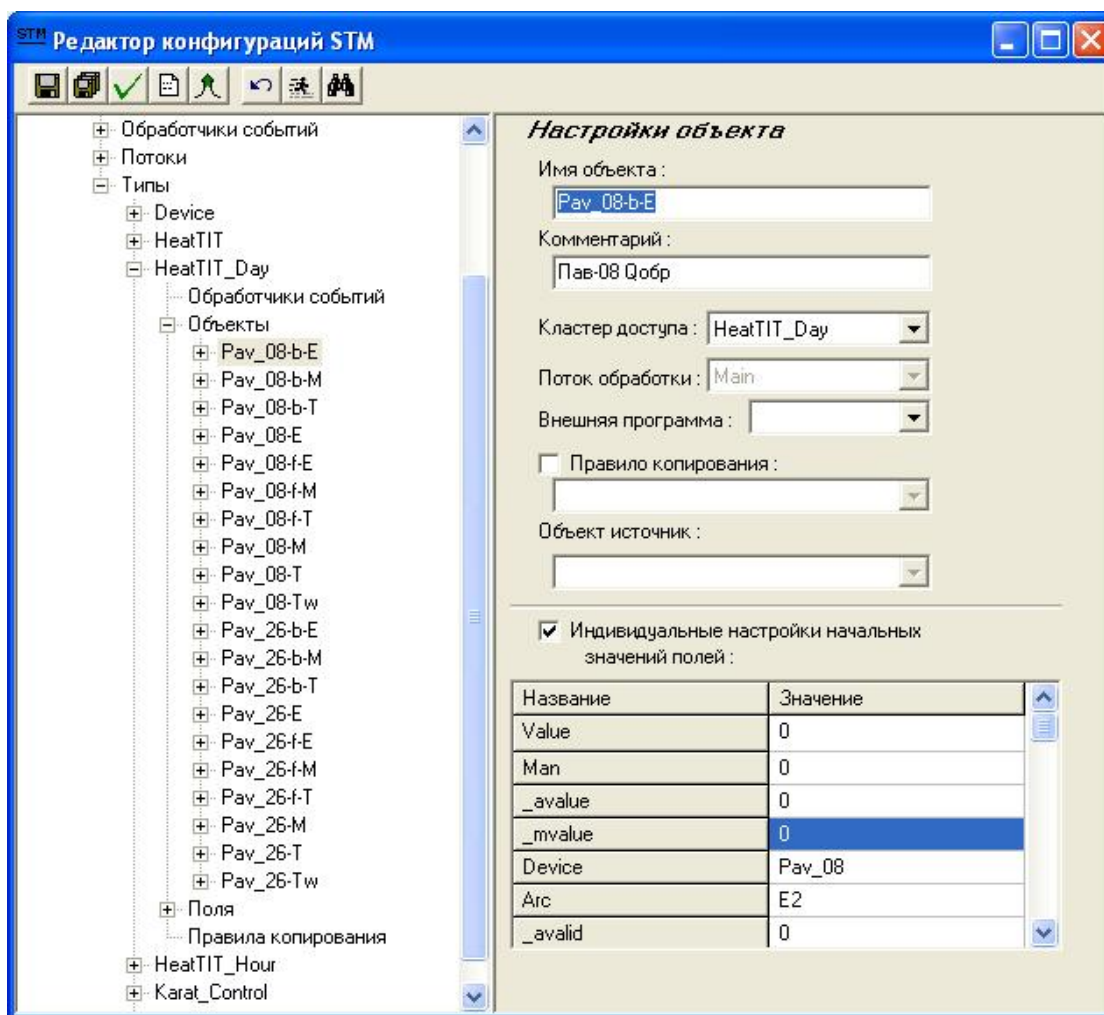 STM Редактор конфигураций STM
Обработчики событий
Потоки
Типы
Device
HeatTIT
HeatTIT_Day
Обработчики событий
Объекты
Pav_08-b-E
Pav_08-b-M
Pav_08-b-T
Pav_08-E
Pav_08-f-E
Pav_08-f-M
Pav_08-f-T
Pav_08-M
Pav_08-T
Pav_08-Tw
Pav_26-b-E
Pav_26-b-M
Pav_26-b-T
Pav_26-E
Pav_26-f-E
Pav_26-f-M
Pav_26-f-T
Pav_26-M
Pav_26-T
Pav_26-Tw
Поля
Правила копирования
HeatTIT_Hour
Karat_Control
Настройки объекта
Имя объекта :
Pav_08-b-E
Комментарий :
Пав-08 Qобр
Кластер доступа : HeatTIT_Day
Поток обработки : Main
Внешняя программа :
Правило копирования :
Объект источник :
Индивидуальные настройки начальных
значений полей :
Название Значение
Value 0
Man 0
_avalue 0
_mvalue 0
Device Pav_08
Arc E2
_avalid 0